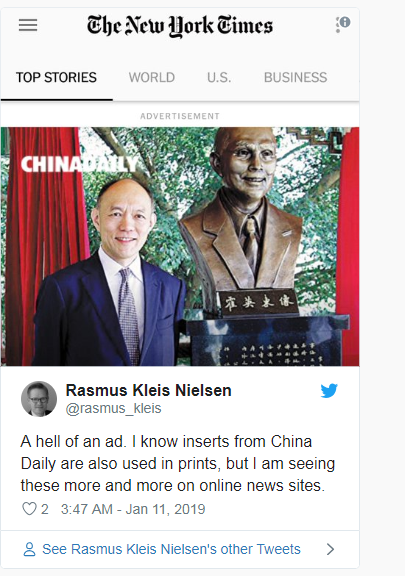 The New York Times
TOP STORIES WORLD U.S. BUSINESS
ADVERTISEMENT
CHINADAILY
Rasmus Kleis Nielsen
@rasmus_kleis
A hell of an ad. I know inserts from China
Daily are also used in prints, but I am seeing
these more and more on online news sites.
2 3:47 AM - Jan 11, 2019
See Rasmus Kleis Nielsen's other Tweets